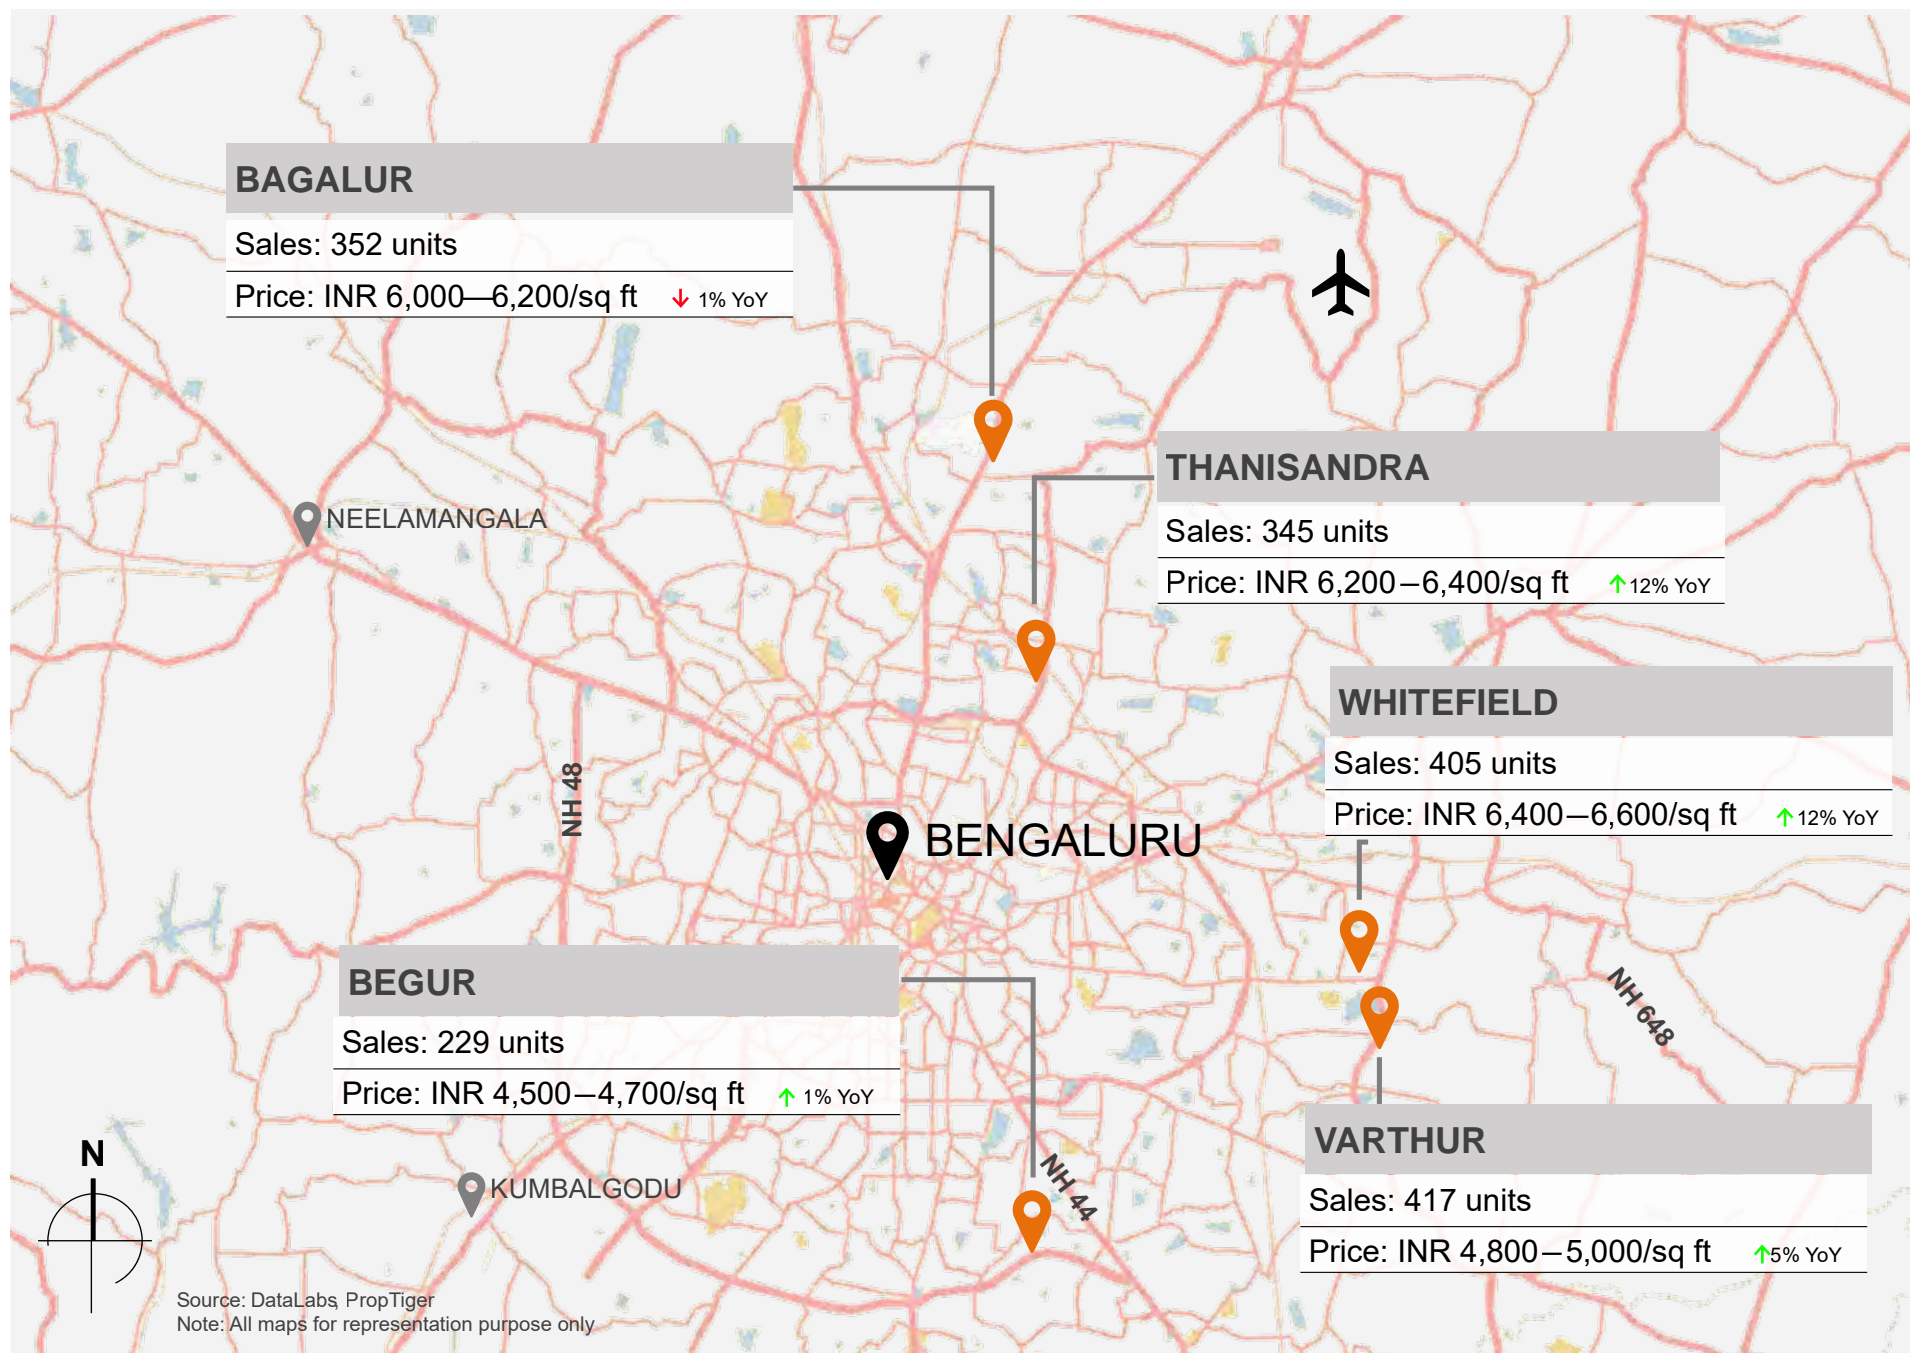 BAGALUR
Sales: 352 units
Price: INR 6,000—6,200/sq ft ↓ 1% YoY
THANISANDRA
Sales: 345 units
Price: INR 6,200—6,400/sq ft ↑ 12% YoY
NEELAMANGALA
WHITEFIELD
Sales: 405 units
Price: INR 6,400—6,600/sq ft ↑ 12% YoY
NH 48
BENGALURU
BEGUR
Sales: 229 units
Price: INR 4,500—4,700/sq ft ↑ 1% YoY
NH 648
VARTHUR
Sales: 417 units
Price: INR 4,800—5,000/sq ft ↑ 5% YoY
NH 44
KUMBALGODU
N
Source: DataLabs, PropTiger
Note: All maps for representation purpose only